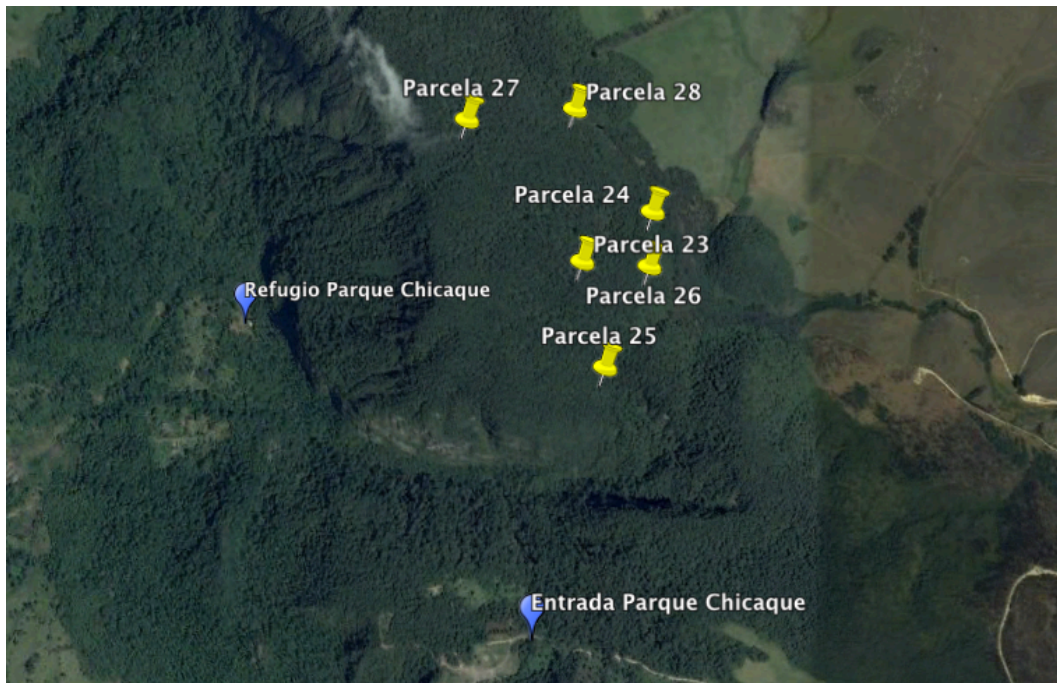 Parcela 27
Parcela 28
Parcela 24
Parcela 23
Refugio Parque Chicaque
Parcela 26
Parcela 25
Entrada Parque Chicaque